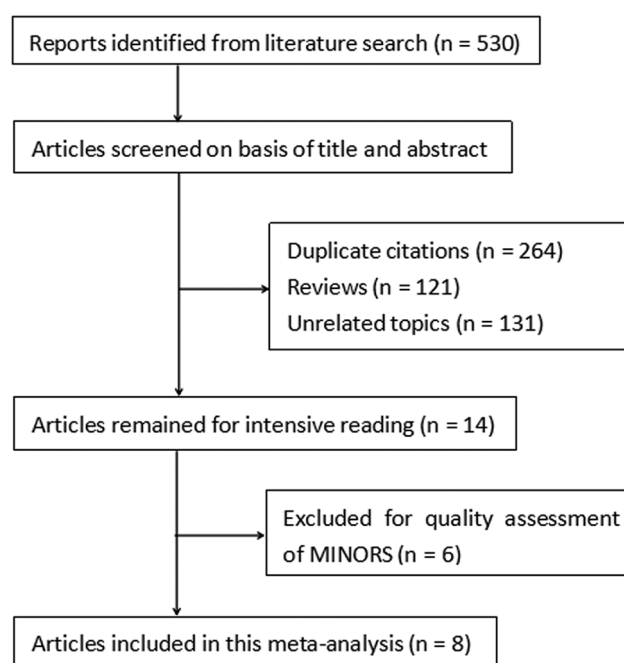 Reports identified from literature search (n = 530)
Articles screened on basis of title and abstract
Duplicate citations (n = 264)
Reviews (n = 121)
Unrelated topics (n = 131)
Articles remained for intensive reading (n = 14)
Excluded for quality assessment
of MINORS (n = 6)
Articles included in this meta-analysis (n = 8)